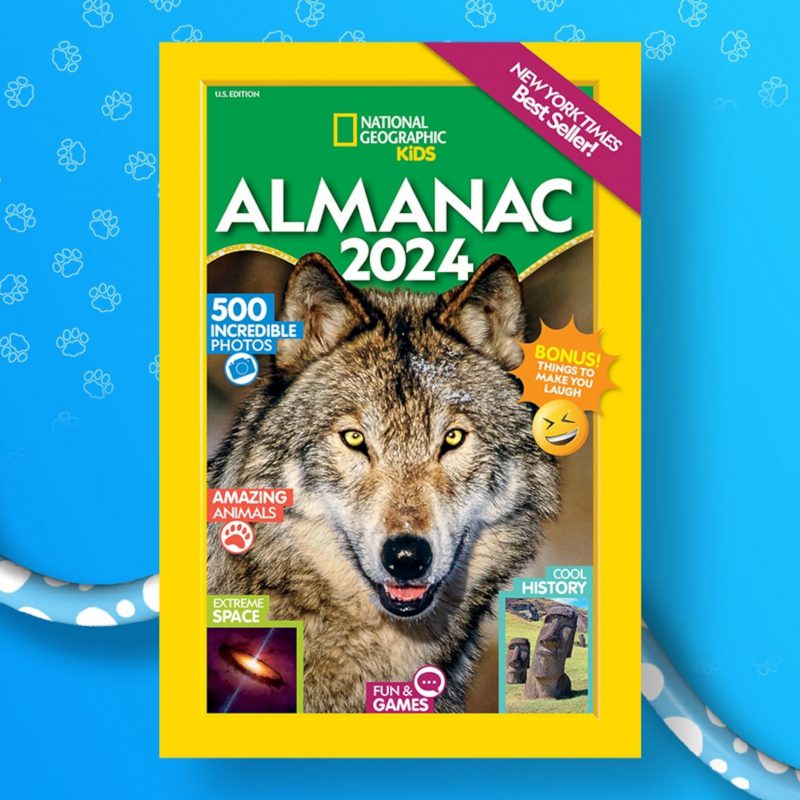 U.S. EDITION
NEW YORK TIMES
Best Seller!
NATIONAL
GEOGRAPHIC
KiDS
ALMANAC
2024
500
INCREDIBLE
PHOTOS
BONUS!
THINGS TO
MAKE YOU
LAUGH
AMAZING
ANIMALS
EXTREME
SPACE
COOL
HISTORY
FUN &
GAMES